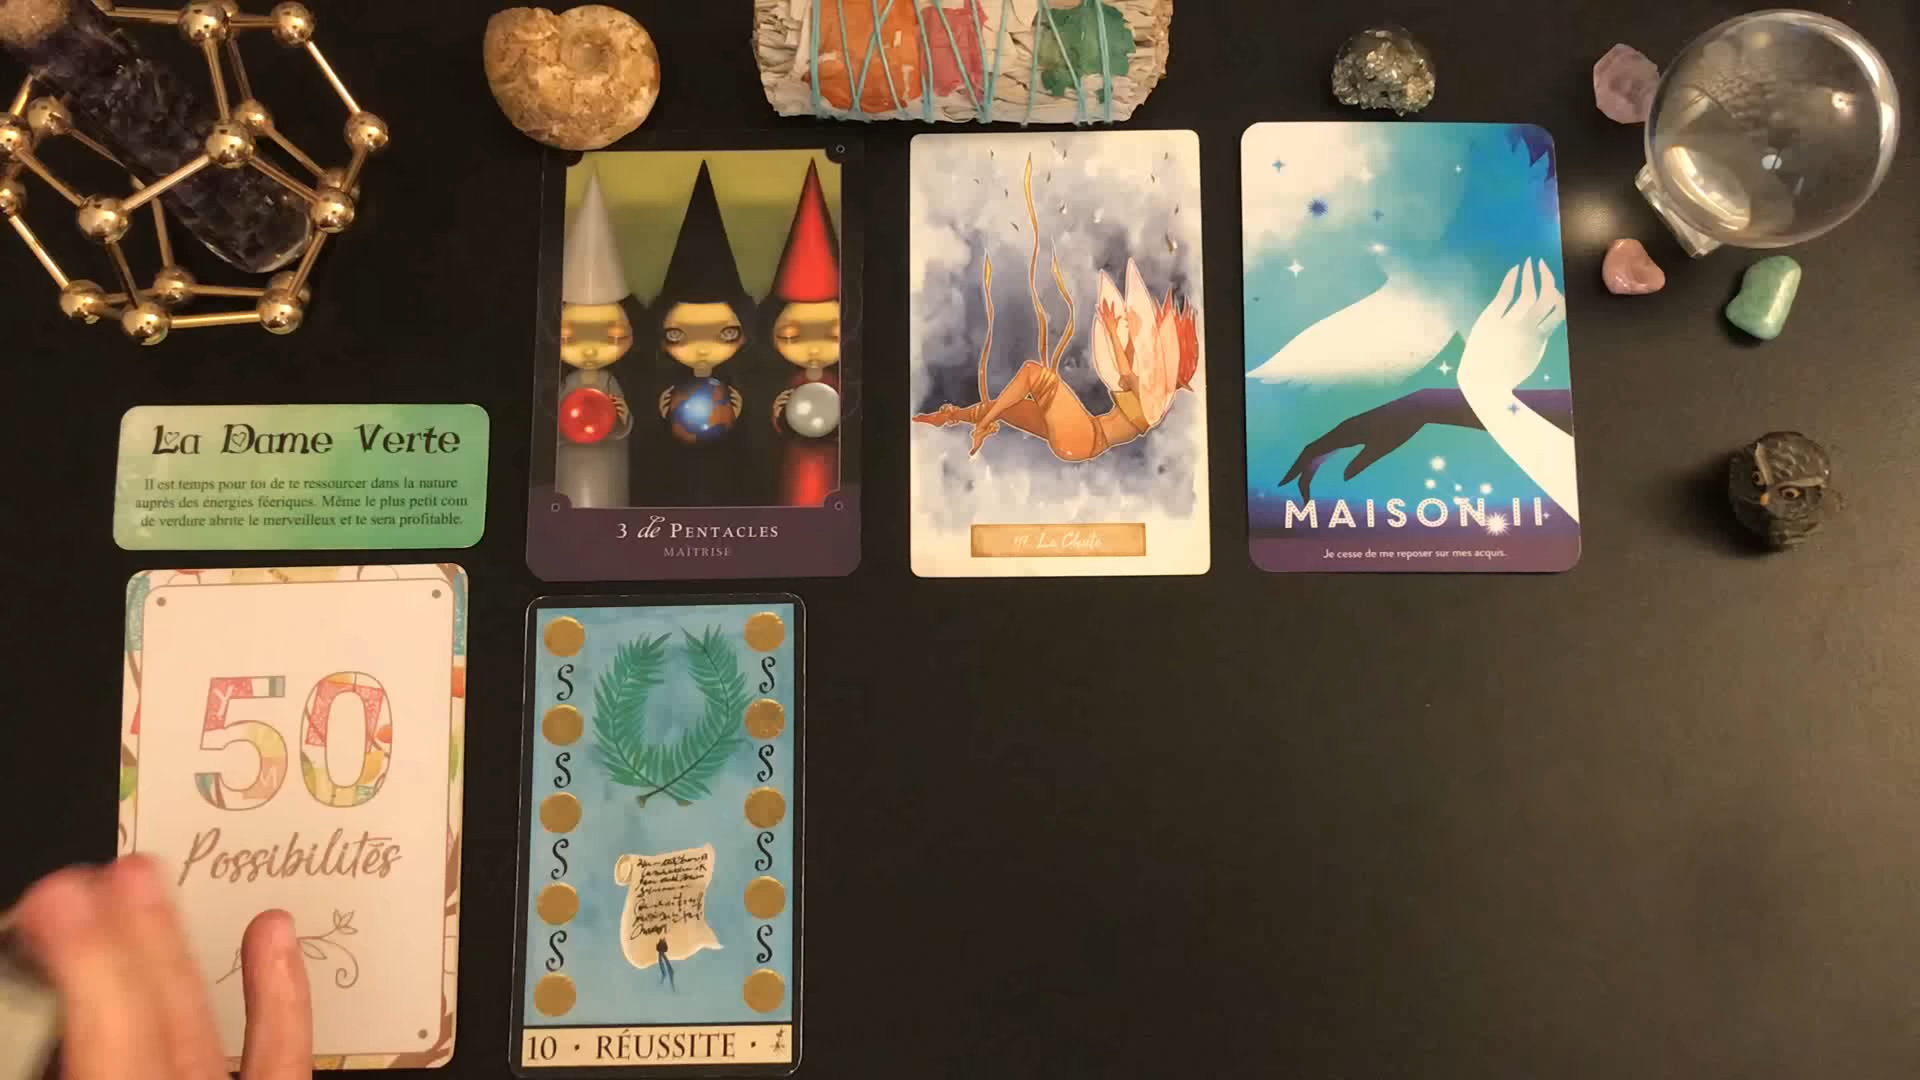 La Dame Verte
Il est temps pour toi de te ressourcer dans la nature
auprès des énergies féeriques. Même le plus petit coin
de verdure abrite le merveilleux et te sera profitable.
3 de PENTACLES
MAÎTRISE
La Chute
MAISON II
Je cesse de me reposer sur mes acquis.
50
Possibilités
S S
S S
S S
S S
10 · RÉUSSITE ·